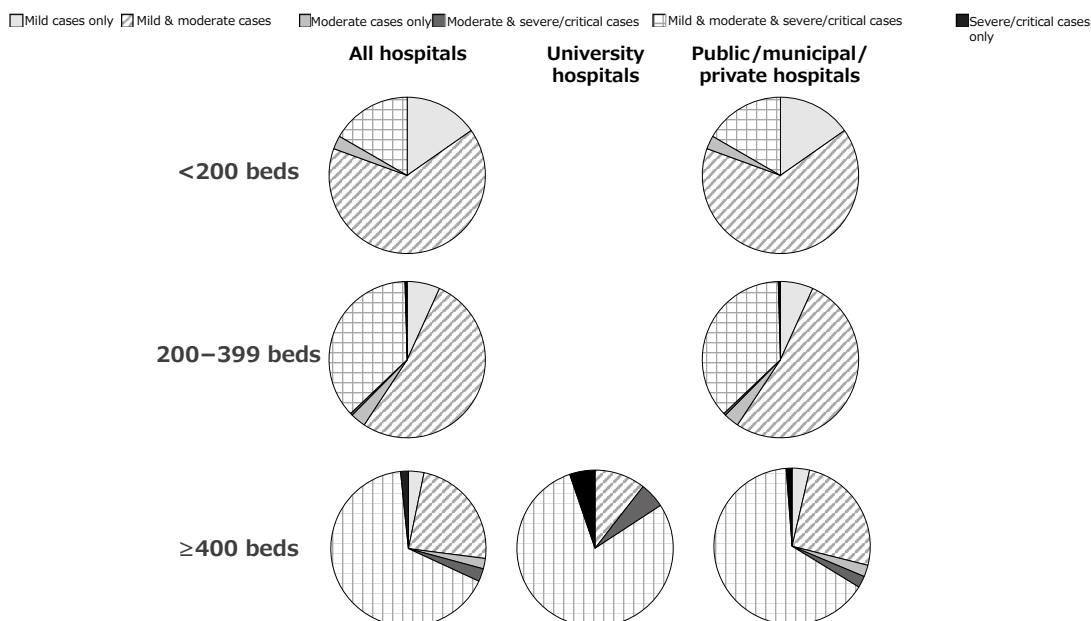 Mild cases only Mild & moderate cases Moderate cases only Moderate & severe/critical cases Mild & moderate & severe/critical cases Severe/critical cases
only
All hospitals University
hospitals Public/municipal/
private hospitals
<200 beds
200−399 beds
≥400 beds